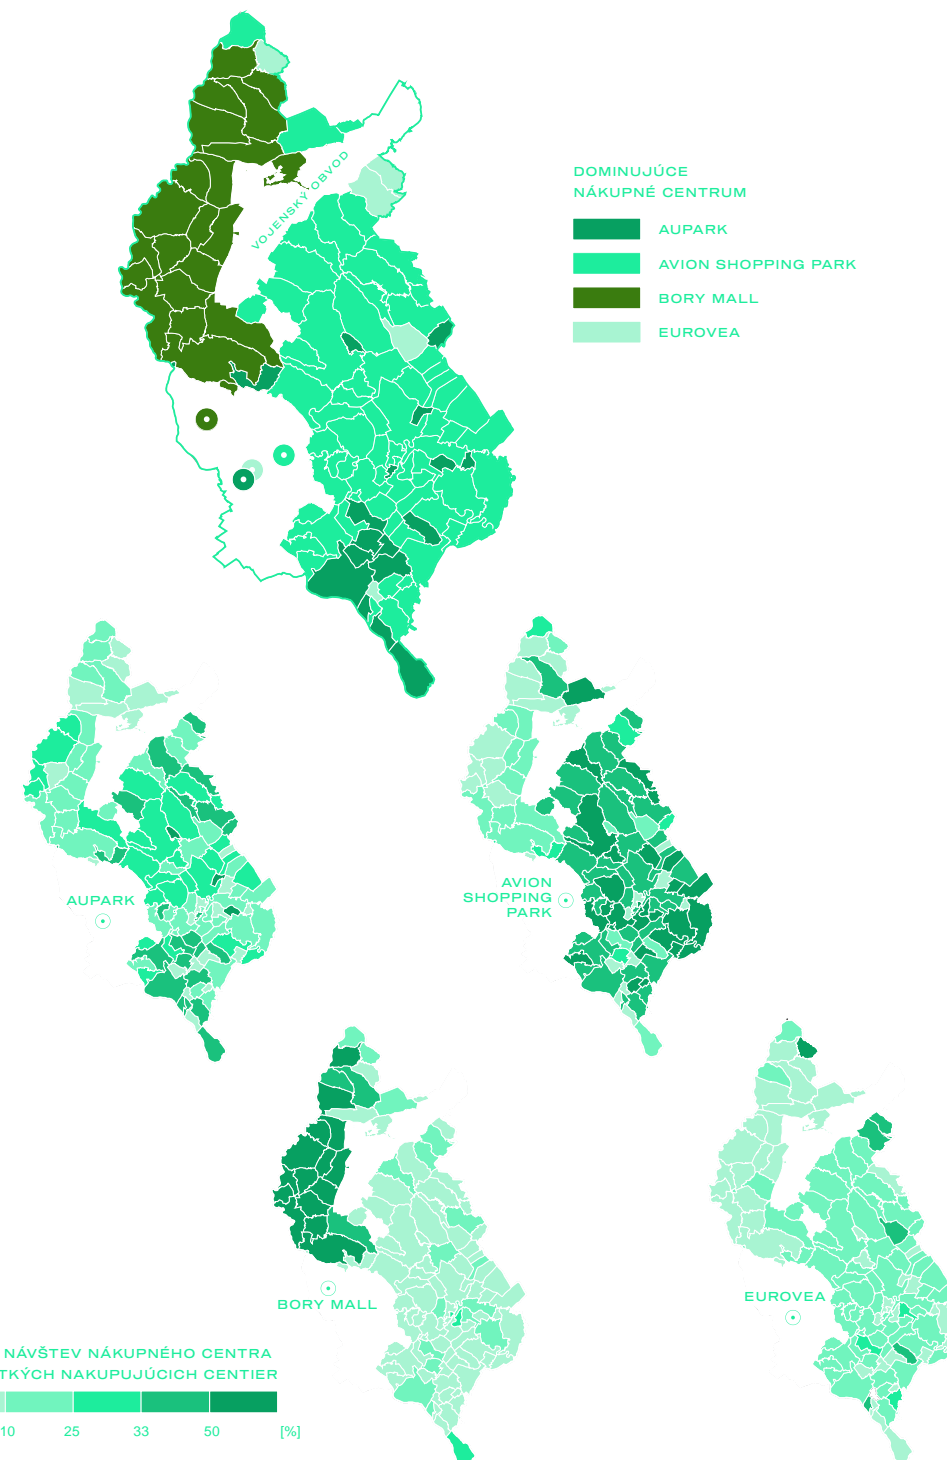 DOMINUJÚCE
NÁKUPNÉ CENTRUM
AUPARK
AVION SHOPPING PARK
BORY MALL
EUROVEA
VOJENSKÝ OBVOD
AUPARK
AVION
SHOPPING
PARK
BORY MALL
EUROVEA
NÁVŠTEV NÁKUPNÉHO CENTRA
TKÝCH NAKUPUJÚCICH CENTIER
10 25 33 50 [%]